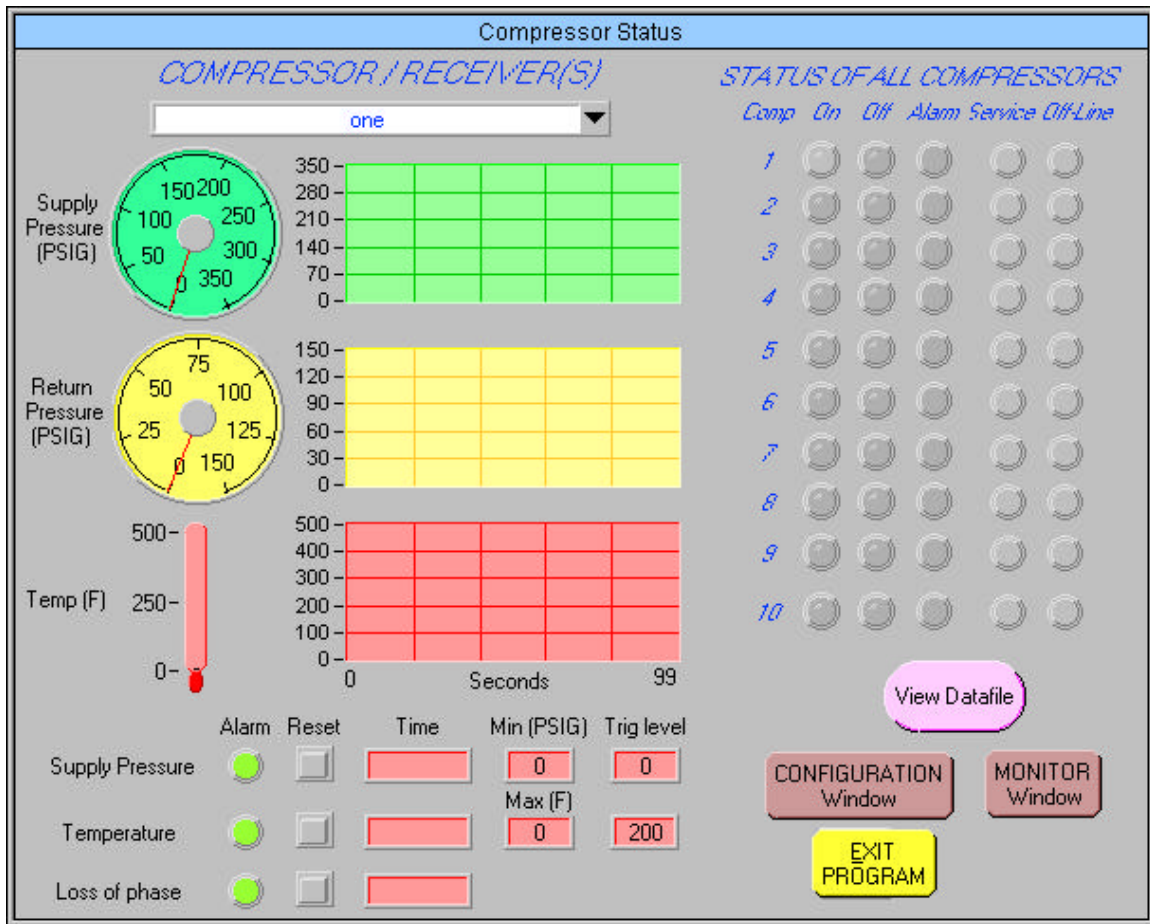 Compressor Status
COMPRESSOR / RECEIVER(S)
one
Supply
Pressure
(PSIG)
0 50 100 150 200 250 300 350
350
280
210
140
70
0
Return
Pressure
(PSIG)
0 25 50 75 100 125 150
150
120
90
60
30
0
Temp (F)
500
250
0
500
400
300
200
100
0
0 Seconds 99
Alarm Reset Time Min (PSIG) Trig level
Supply Pressure 0 0
Max (F)
Temperature 0 200
Loss of phase
STATUS OF ALL COMPRESSORS
Comp On Off Alarm Service Off-Line
1
2
3
4
5
6
7
8
9
10
View Datafile
CONFIGURATION
Window
MONITOR
Window
EXIT
PROGRAM